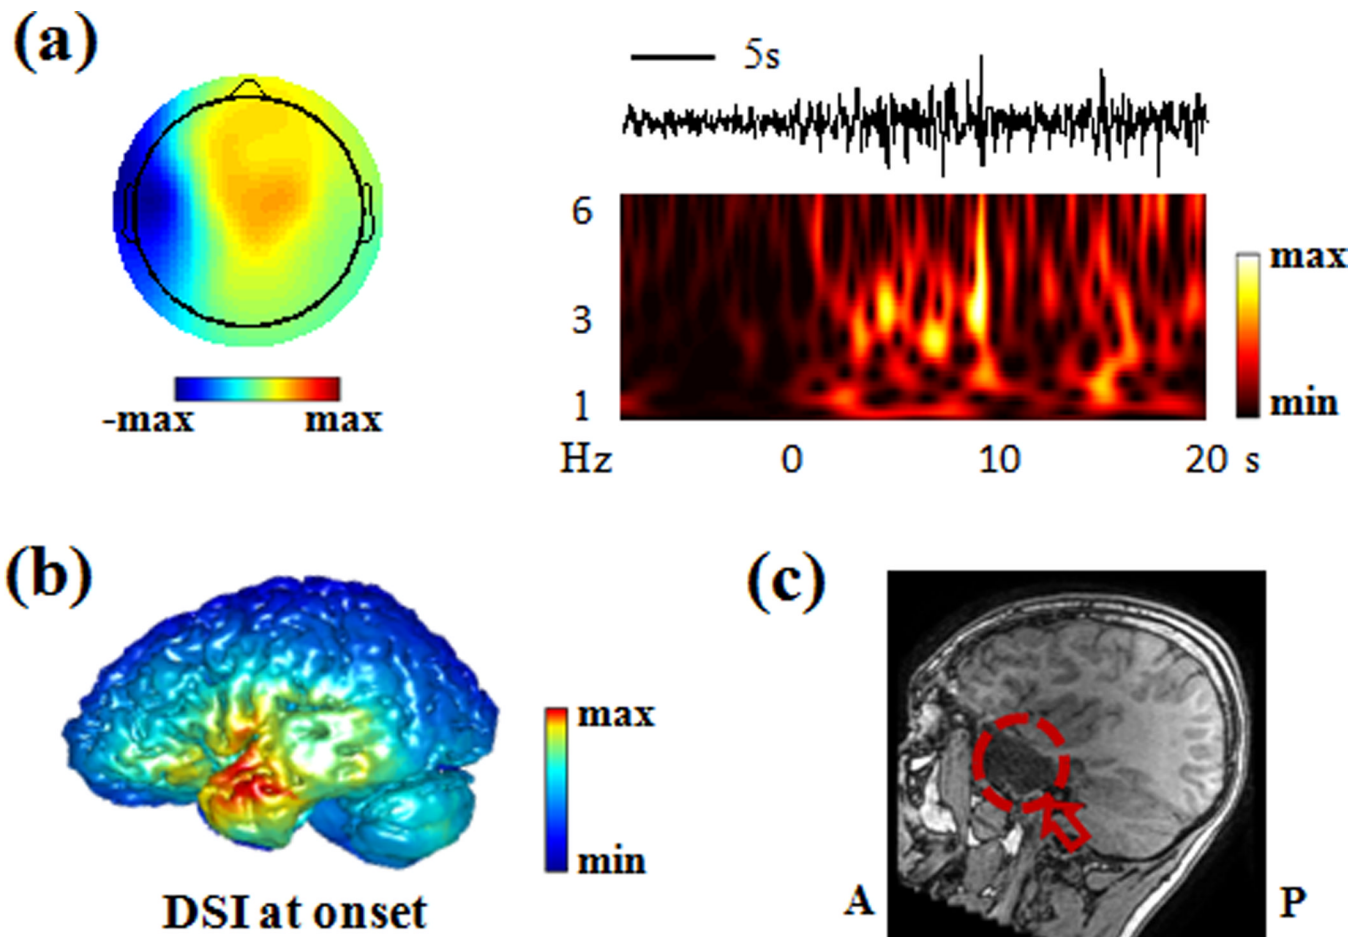 (a)
5s
-max max
6
3
1
Hz 0 10 20 s
max
min
(b)
max
min
DSI at onset
(c)
A P